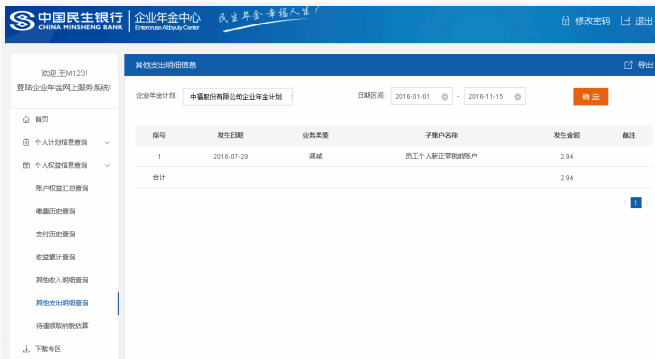 中国民生银行 企业年金中心 民生年金 幸福人生!
CHINA MINSHENG BANK Enterprise Annuity Center
修改密码 退出
欢迎,王M123!
登陆企业年金网上服务系统!
首页
个人计划信息查询
个人权益信息查询
账户权益汇总查询
缴费历史查询
支付历史查询
收益累计查询
其他收入明细查询
其他支出明细查询
待遇领取纳税估算
下载专区
其他支出明细信息 导出
企业年金计划: 中福股份有限公司企业年金计划 日期区间: 2016-01-01 - 2016-11-15 确定
序号 发生日期 业务类型 子账户名称 发生金额 备注
1 2016-07-29 调减 员工个人新正常税前账户 2.94
合计 2.94
1